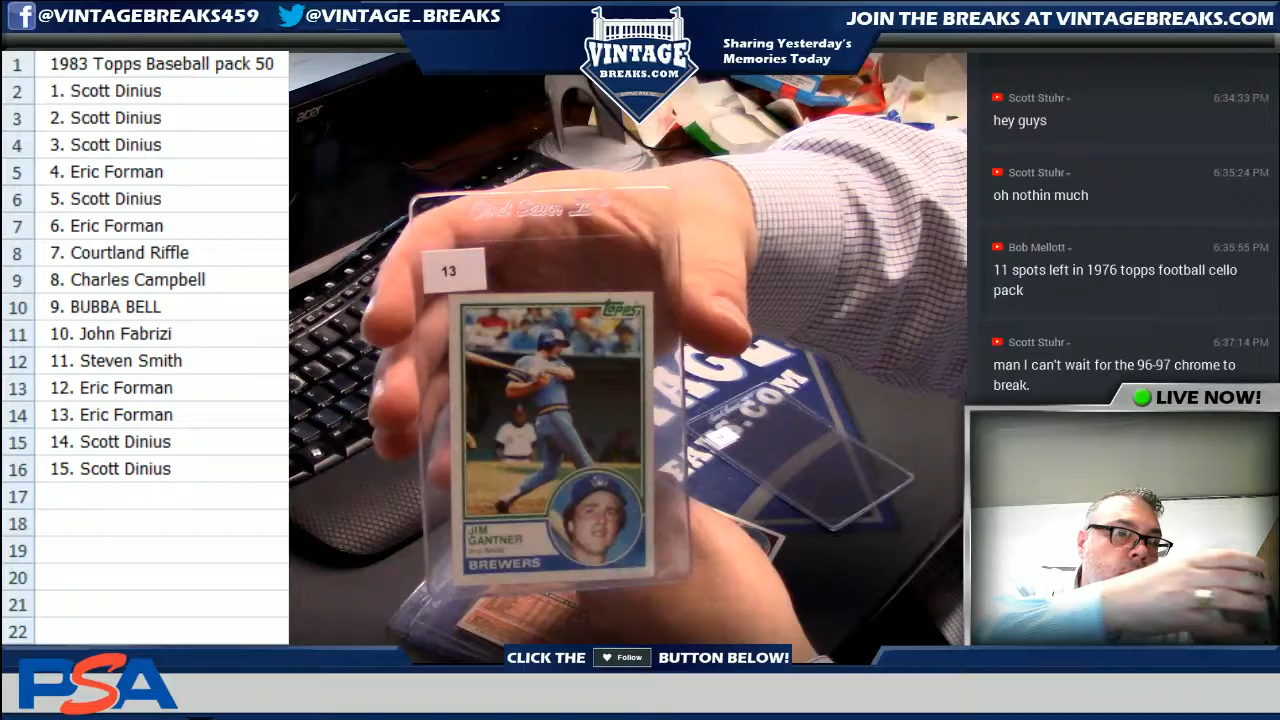 @VINTAGEBREAKS459
@VINTAGE_BREAKS
VINTAGE
BREAKS.COM
Sharing Yesterday's
Memories Today
JOIN THE BREAKS AT VINTAGEBREAKS.COM
1 1983 Topps Baseball pack 50
2 1. Scott Dinius
3 2. Scott Dinius
4 3. Scott Dinius
5 4. Eric Forman
6 5. Scott Dinius
7 6. Eric Forman
8 7. Courtland Riffle
9 8. Charles Campbell
10 9. BUBBA BELL
11 10. John Fabrizi
12 11. Steven Smith
13 12. Eric Forman
14 13. Eric Forman
15 14. Scott Dinius
16 15. Scott Dinius
17
18
19
20
21
22
acer
13
Topps
JIM
GANTNER
BREWERS
Scott Stuhr 6:34:33 PM
hey guys
Scott Stuhr 6:35:24 PM
oh nothin much
Bob Mellott 6:35:55 PM
11 spots left in 1976 topps football cello
pack
Scott Stuhr 6:37:14 PM
man I can't wait for the 96-97 chrome to
break.
LIVE NOW!
CLICK THE Follow BUTTON BELOW!
PSA